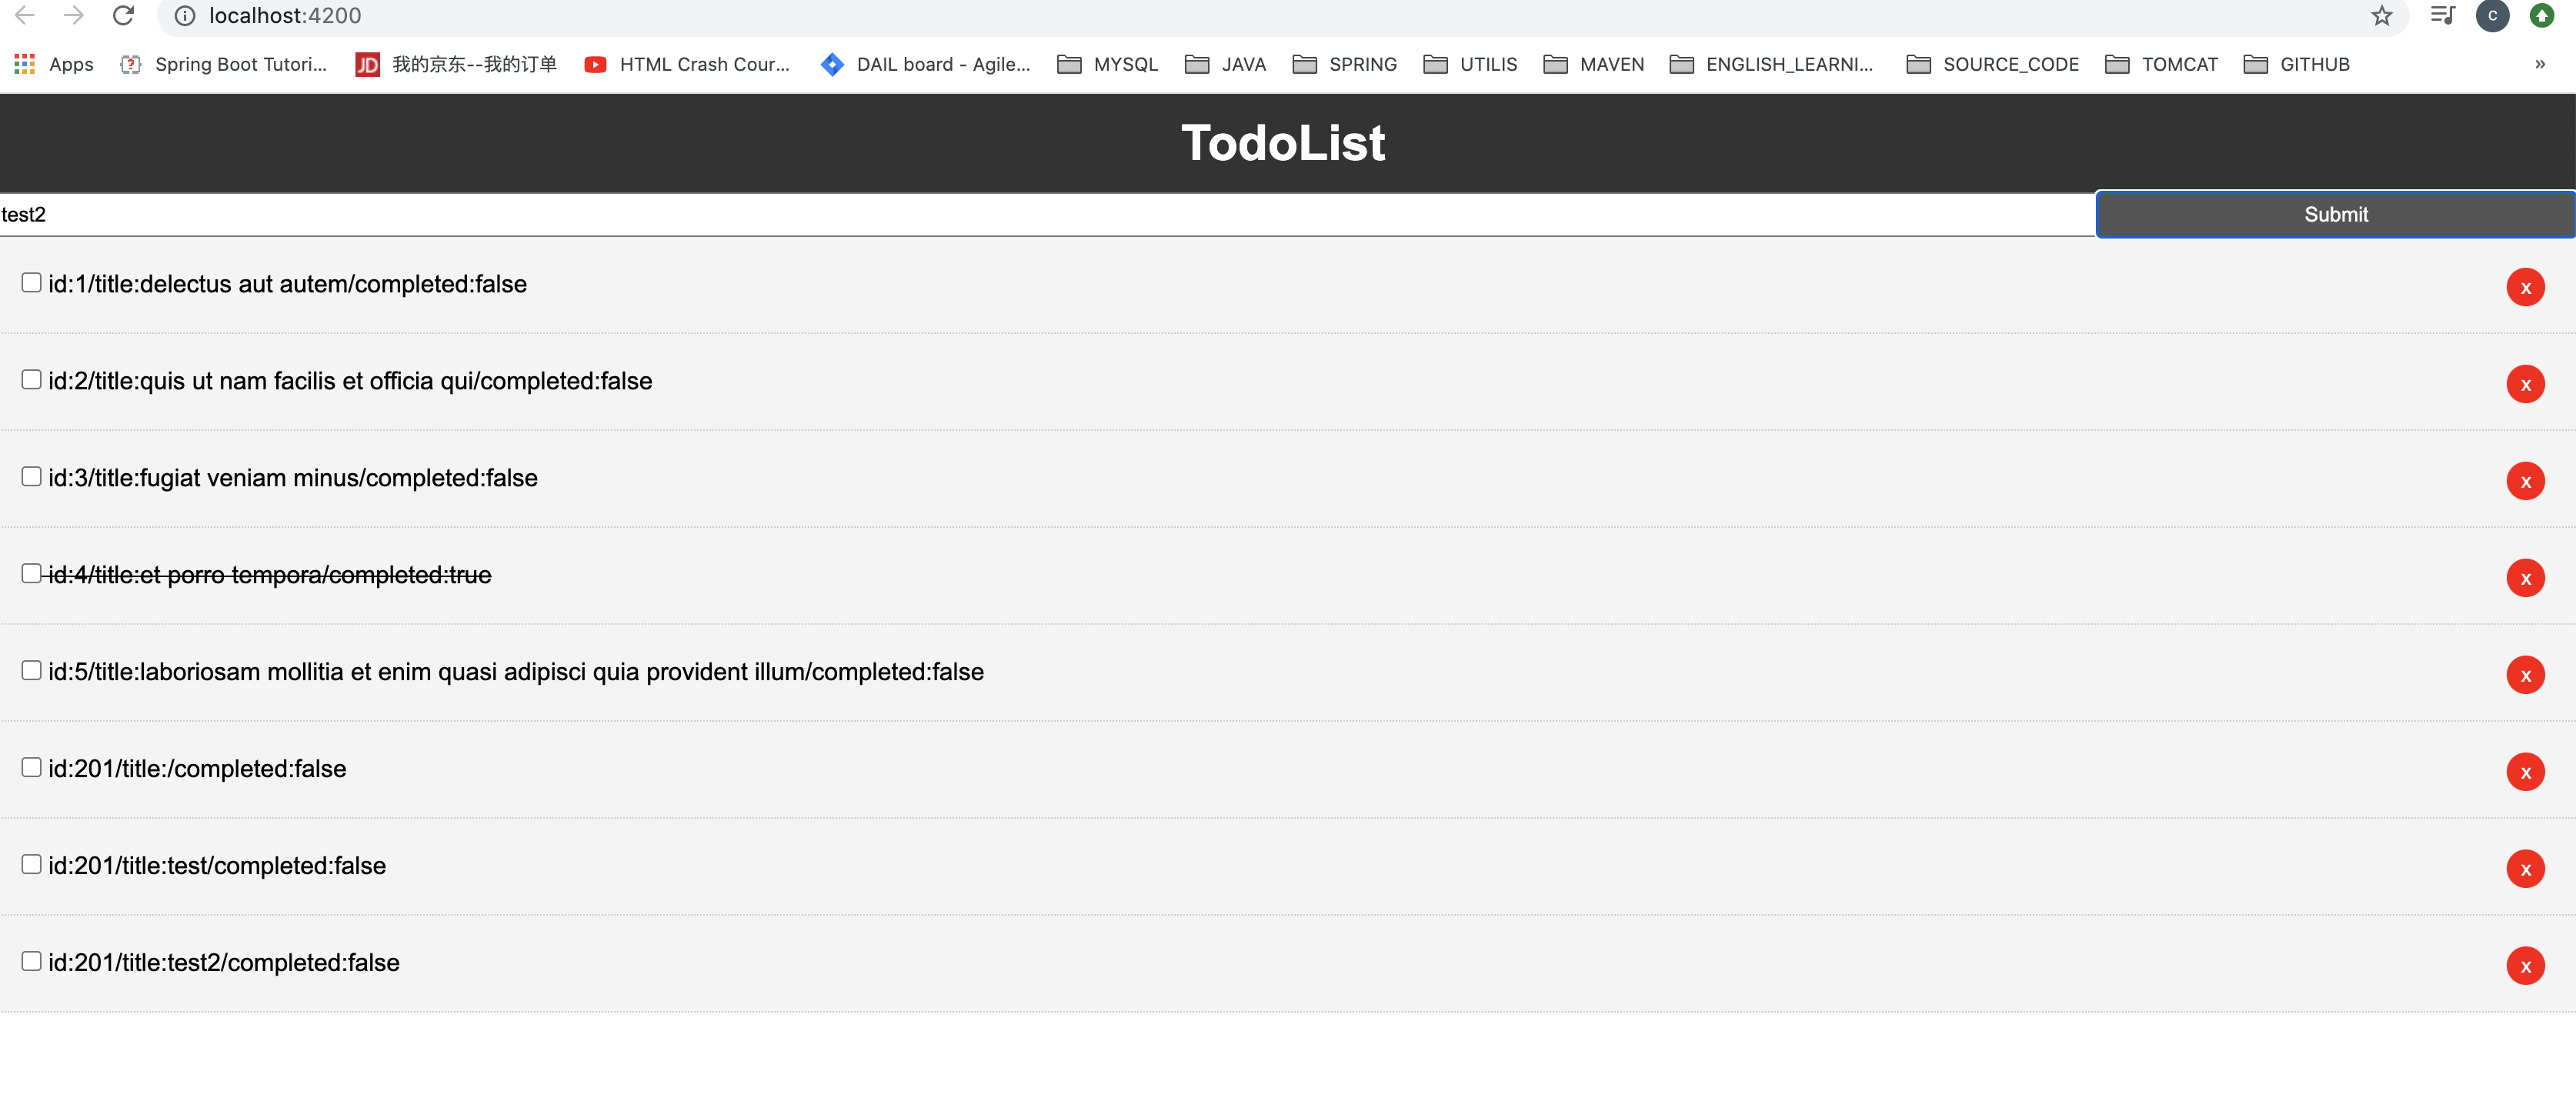 localhost:4200
Apps Spring Boot Tutori... JD 我的京东--我的订单 HTML Crash Cour... DAIL board - Agile... MYSQL JAVA SPRING UTILIS MAVEN ENGLISH_LEARNI... SOURCE_CODE TOMCAT GITHUB »
TodoList
test2 Submit
id:1/title:delectus aut autem/completed:false x
id:2/title:quis ut nam facilis et officia qui/completed:false x
id:3/title:fugiat veniam minus/completed:false x
id:4/title:et porro tempora/completed:true x
id:5/title:laboriosam mollitia et enim quasi adipisci quia provident illum/completed:false x
id:201/title:/completed:false x
id:201/title:test/completed:false x
id:201/title:test2/completed:false x